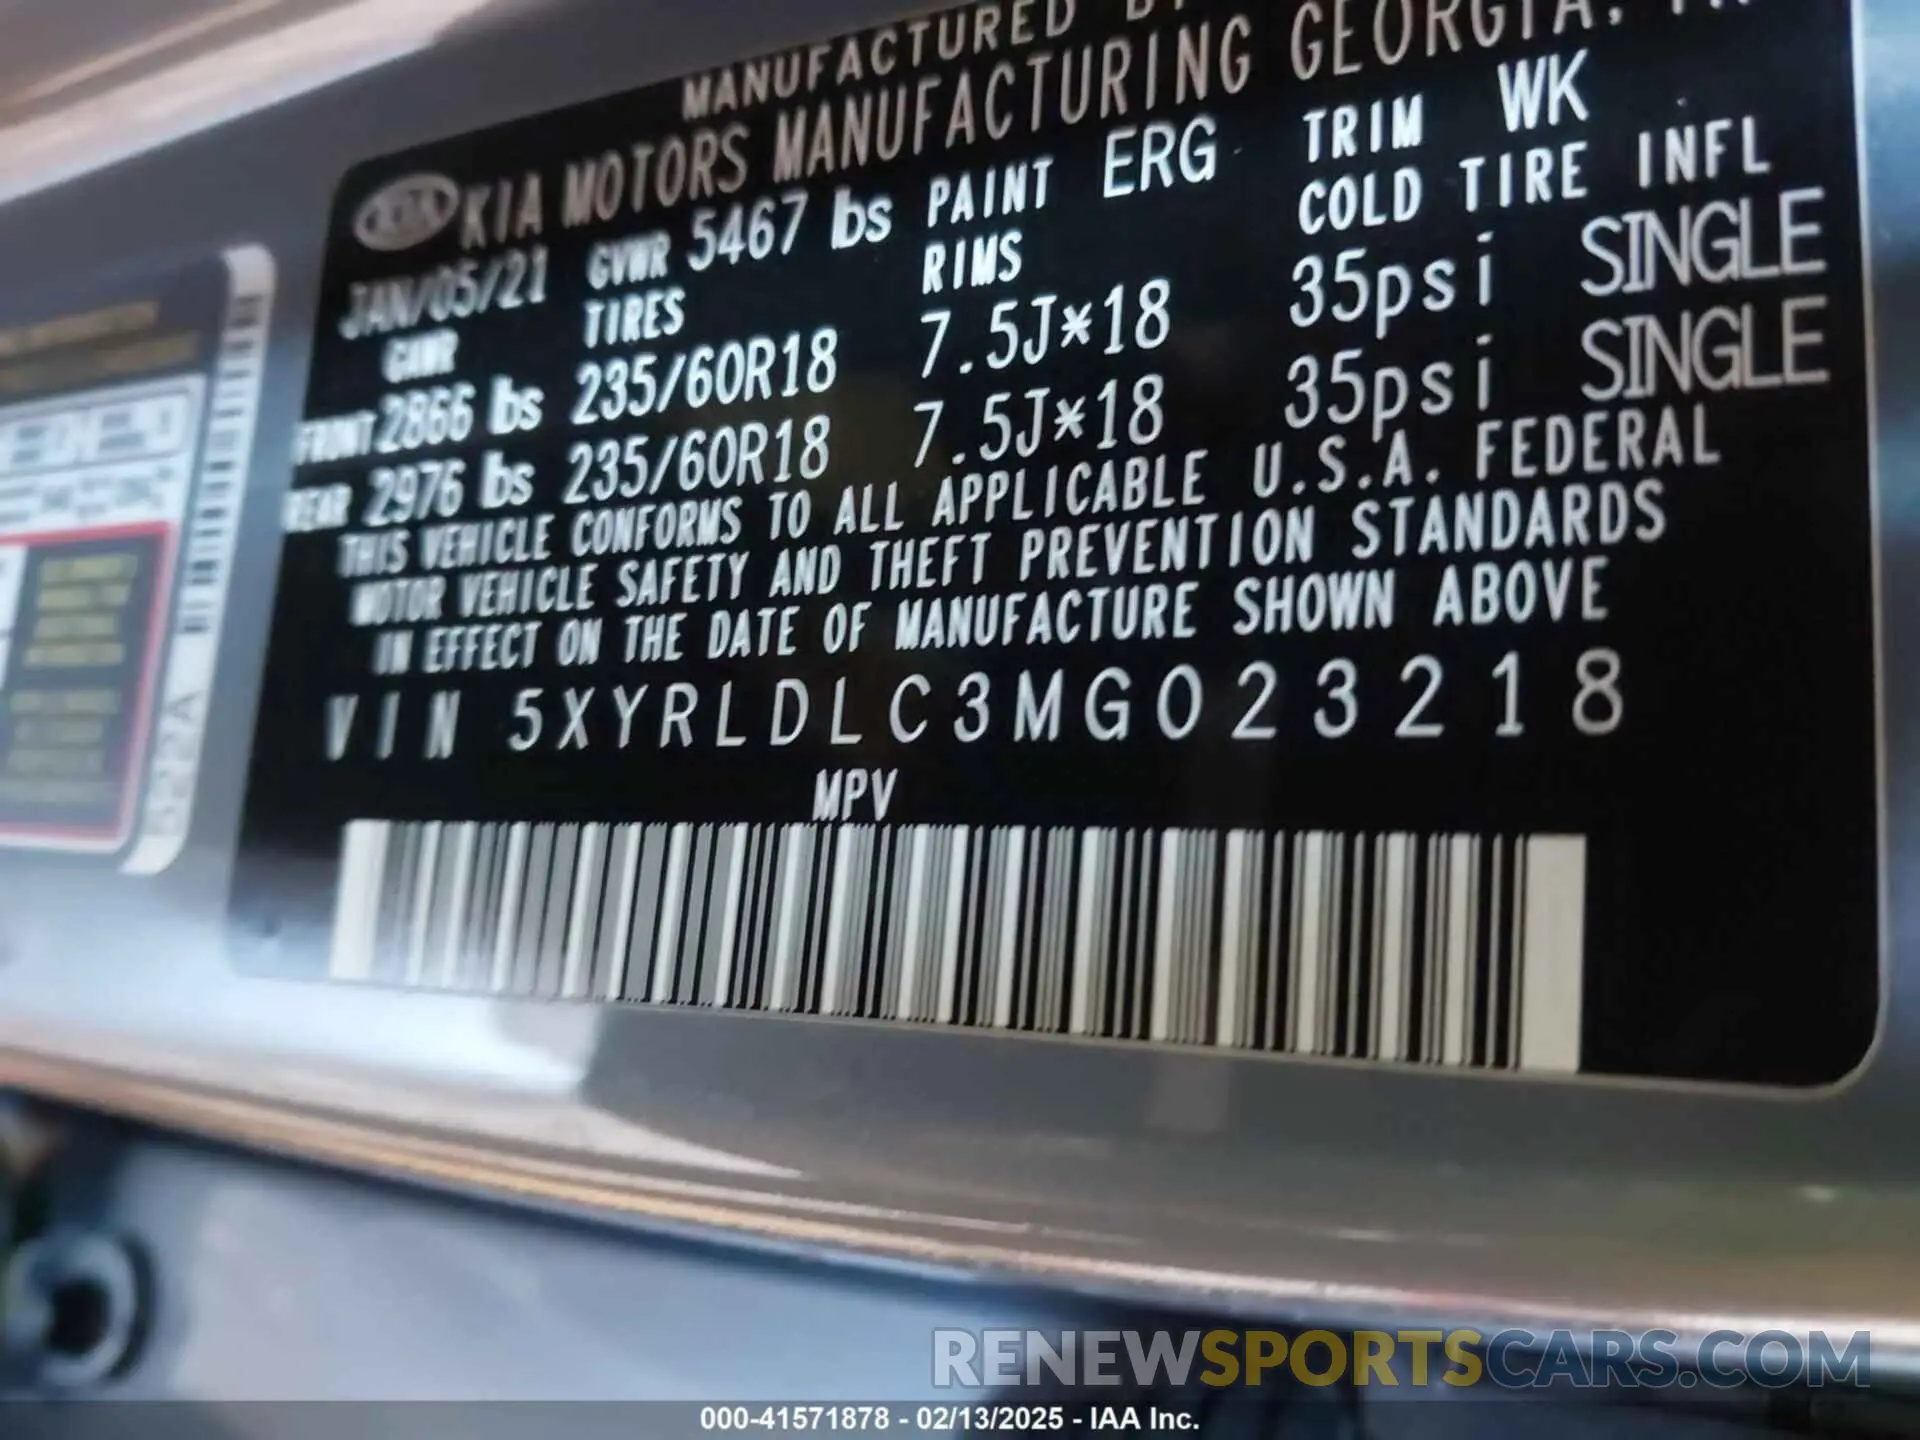 MANUFACTURED
KIA KIA MOTORS MANUFACTURING GEORGIA,
JAN/05/21 GVWR 5467 lbs PAINT ERG TRIM WK
GAWR TIRES RIMS COLD TIRE INFL
FRONT 2866 lbs 235/60R18 7.5J*18 35psi SINGLE
REAR 2976 lbs 235/60R18 7.5J*18 35psi SINGLE
THIS VEHICLE CONFORMS TO ALL APPLICABLE U.S.A. FEDERAL
MOTOR VEHICLE SAFETY AND THEFT PREVENTION STANDARDS
IN EFFECT ON THE DATE OF MANUFACTURE SHOWN ABOVE
VIN 5XYRLDLC3MG023218
MPV
RENEWSPORTSCARS.COM
000-41571878 - 02/13/2025 - IAA Inc.